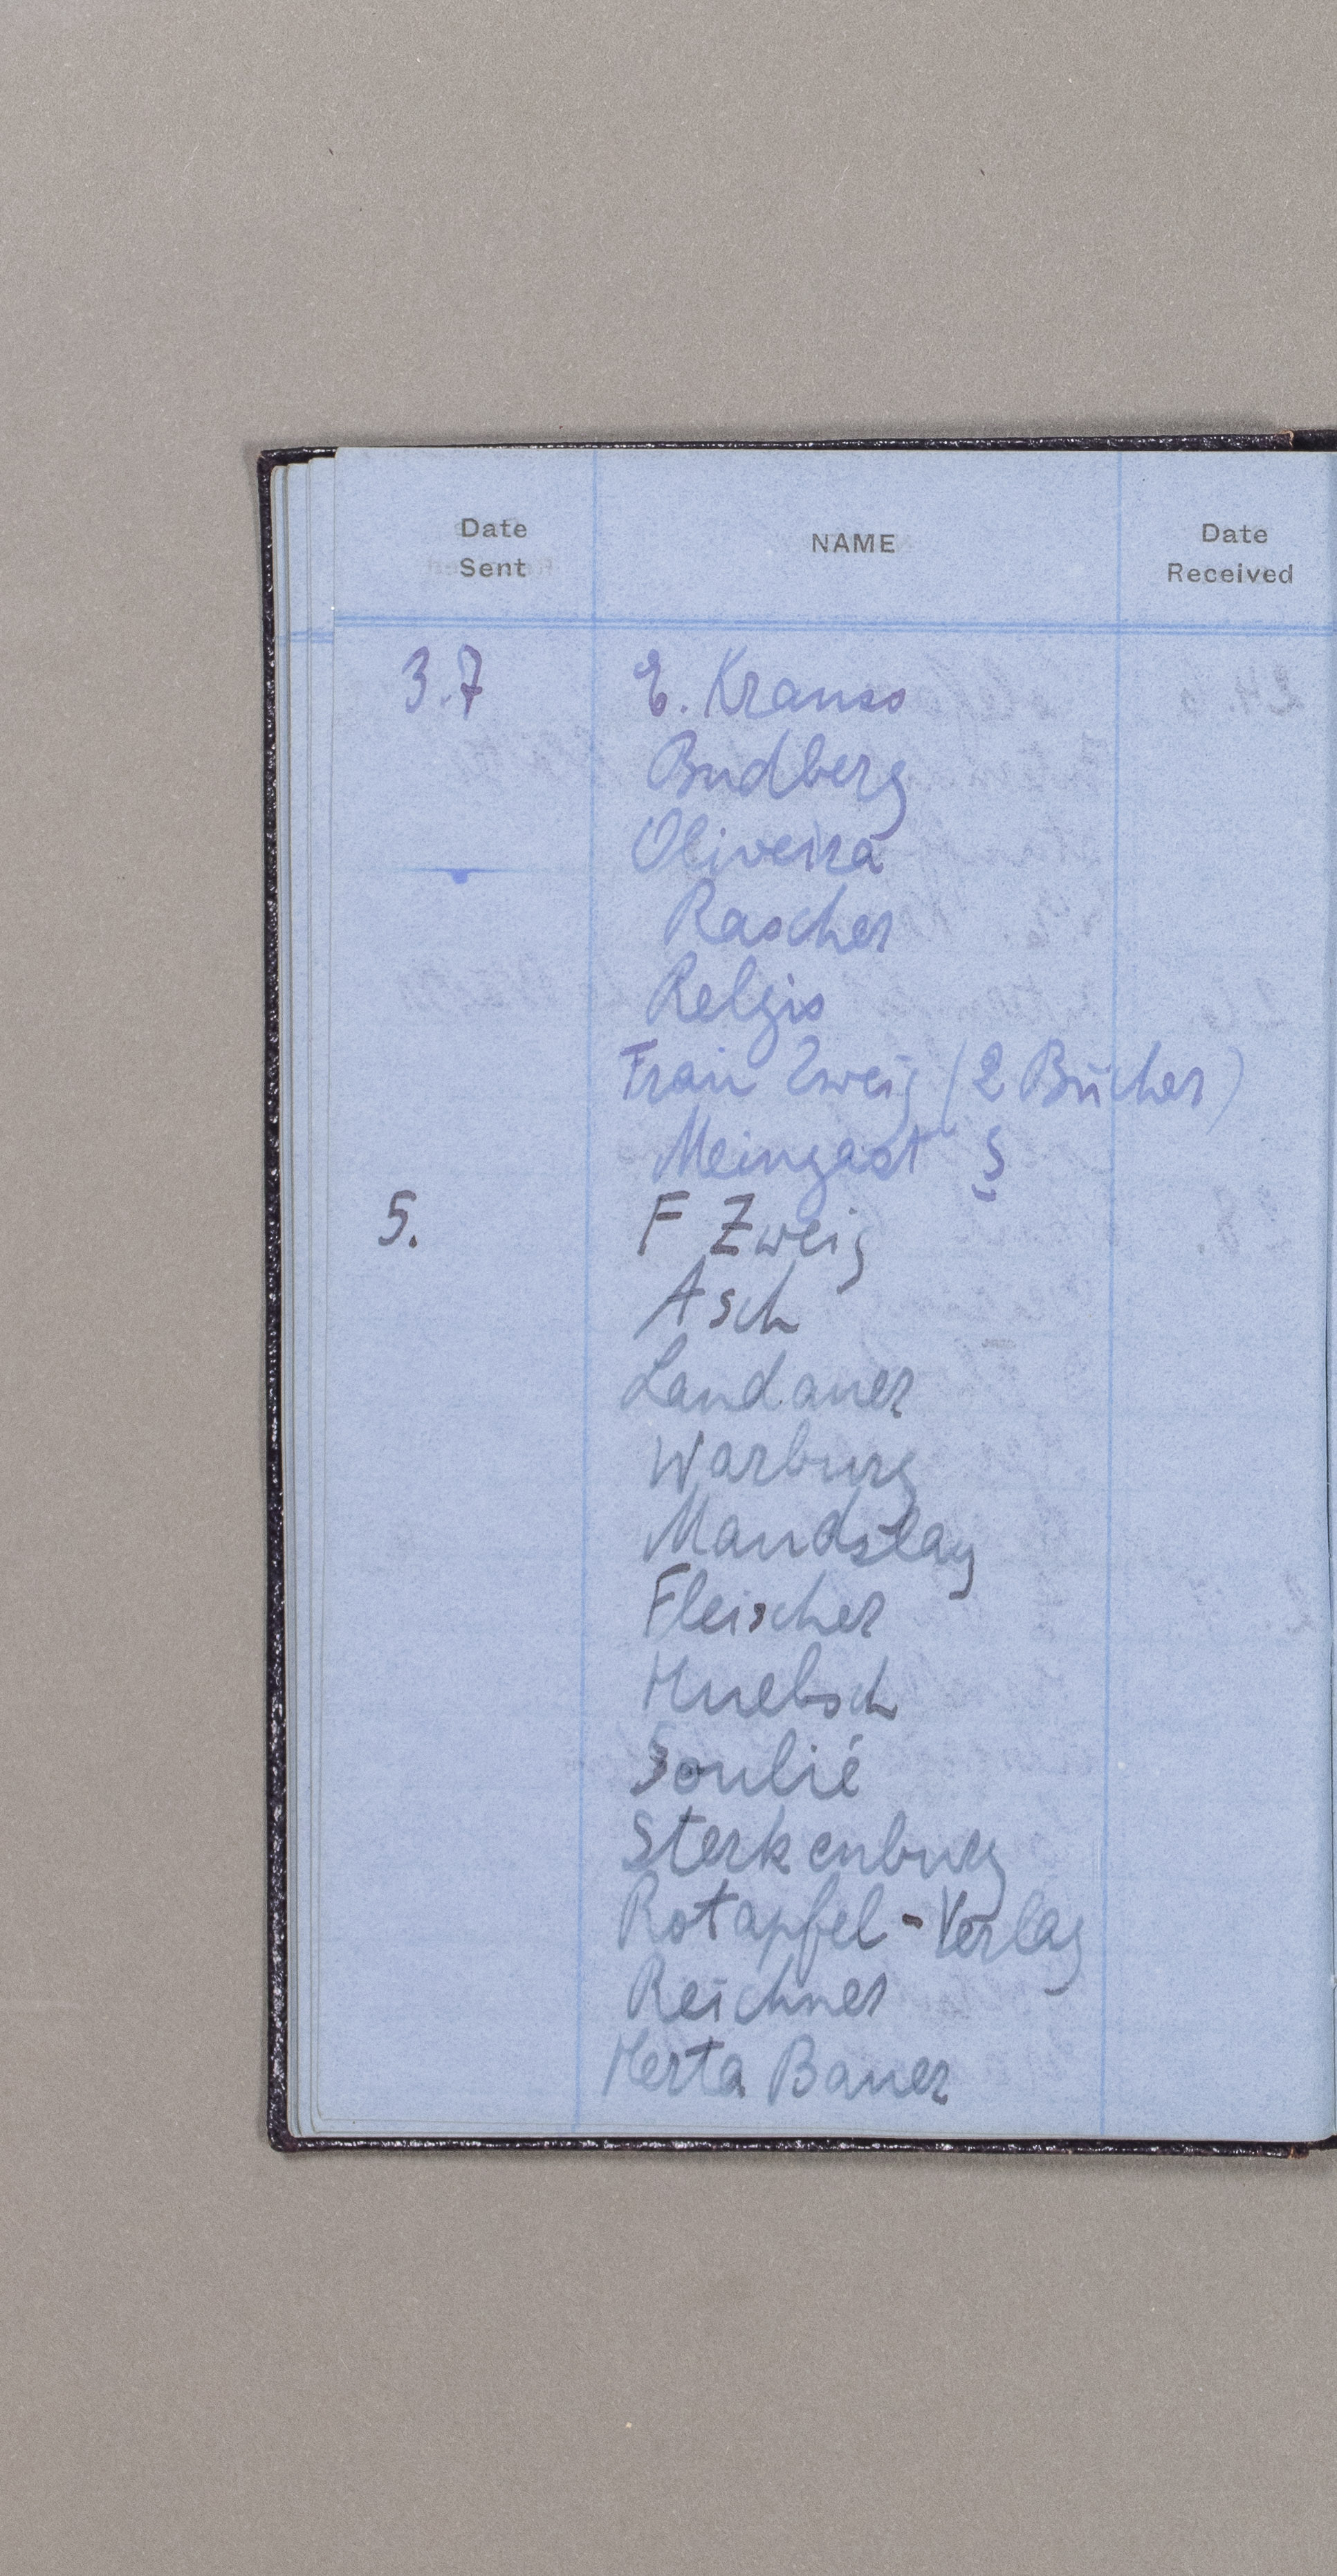 Date Sent NAME Date Received
3.7 E. Krauss
Budberg
Oliveira
Rascher
Relgis
Frau Zweig (2 Bücher)
Meingast S
5. F Zweig
Asch
Landauer
Warburg
Mandslay
Fleischer
Huebsch
Soulié
Sterkenburg
Rotapfel-Verlag
Reichner
Herta Bauer